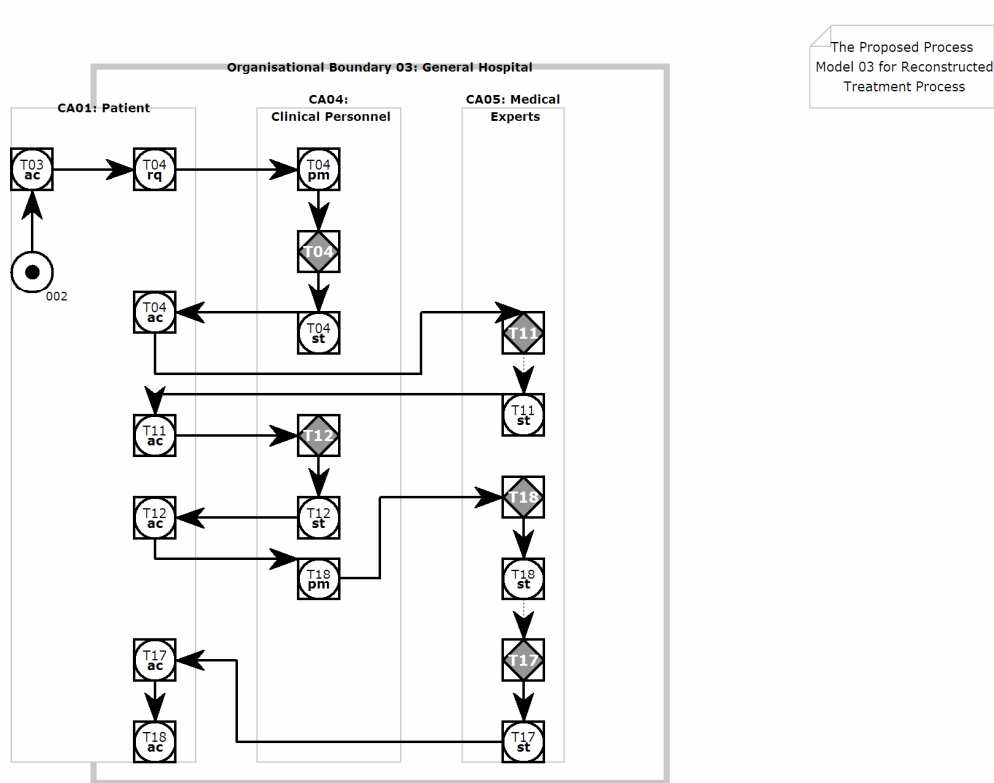 The Proposed Process
Model 03 for Reconstructed
Treatment Process
Organisational Boundary 03: General Hospital
CA01: Patient
CA04:
Clinical Personnel
CA05: Medical
Experts
T03
ac
T04
rq
T04
pm
T04
002
T04
ac
T04
st
T11
T11
st
T11
ac
T12
T12
ac
T12
st
T18
T18
pm
T18
st
T17
ac
T17
T18
ac
T17
st